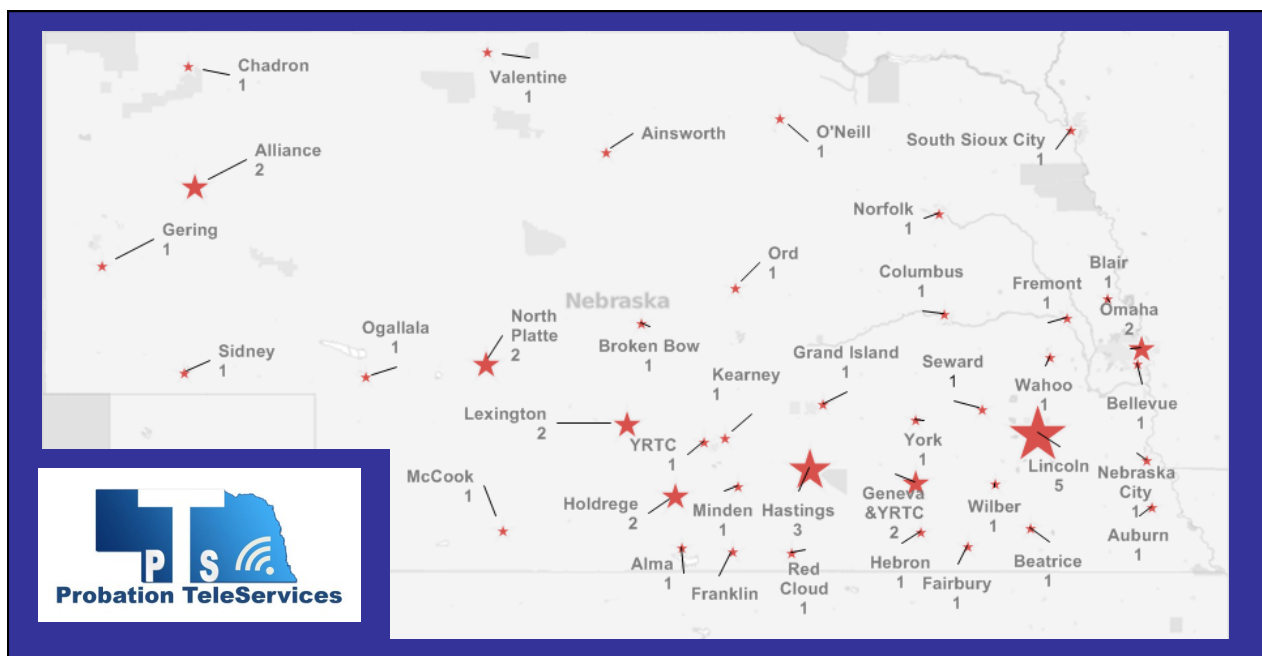 Chadron
1
Valentine
1
Ainsworth
O'Neill
1
South Sioux City
1
Alliance
2
Gering
1
Norfolk
1
Ord
1
Columbus
1
Fremont
1
Blair
1
Omaha
2
Nebraska
Sidney
1
Ogallala
1
North
Platte
2
Broken Bow
1
Grand Island
1
Seward
1
Wahoo
1
Bellevue
1
Kearney
1
Lexington
2
YRTC
1
York
1
Lincoln
5
Nebraska
City
1
McCook
1
Holdrege
2
Minden
1
Hastings
3
Geneva
&YRTC
2
Wilber
1
Auburn
1
Alma
1
Franklin
Red
Cloud
1
Hebron
1
Fairbury
1
Beatrice
1
P S
Probation TeleServices